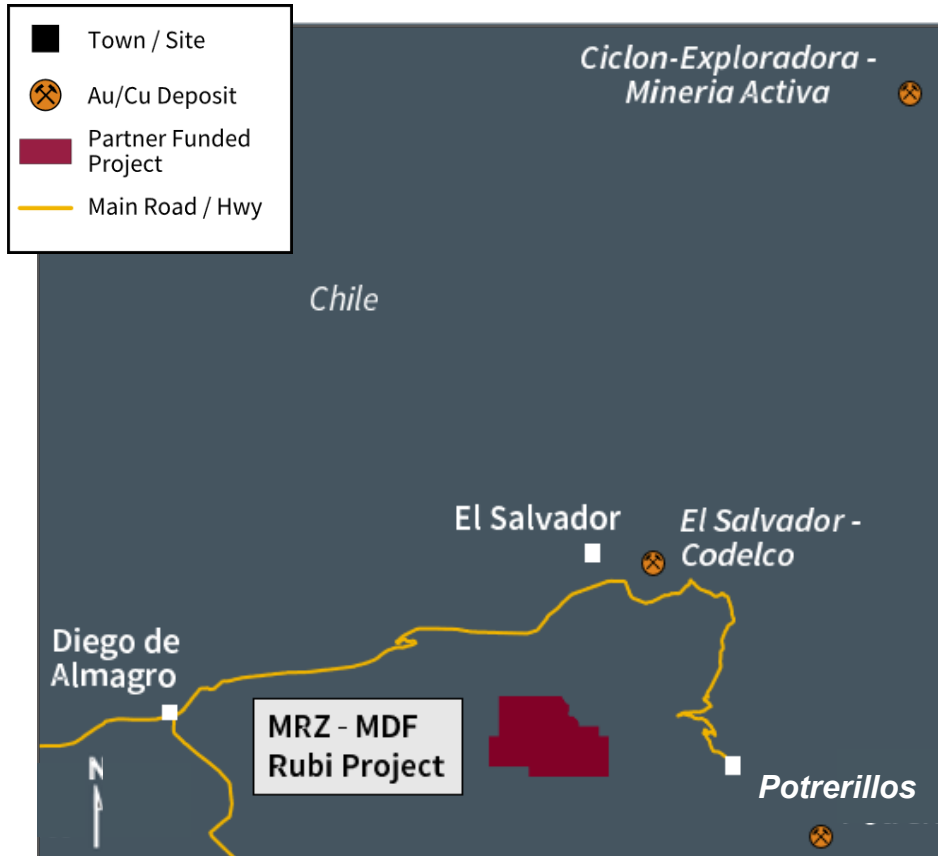 Town / Site
Au/Cu Deposit
Partner Funded
Project
Main Road / Hwy
Ciclon-Exploradora -
Mineria Activa
Chile
El Salvador
El Salvador -
Codelco
Diego de
Almagro
MRZ - MDF
Rubi Project
N
Potrerillos